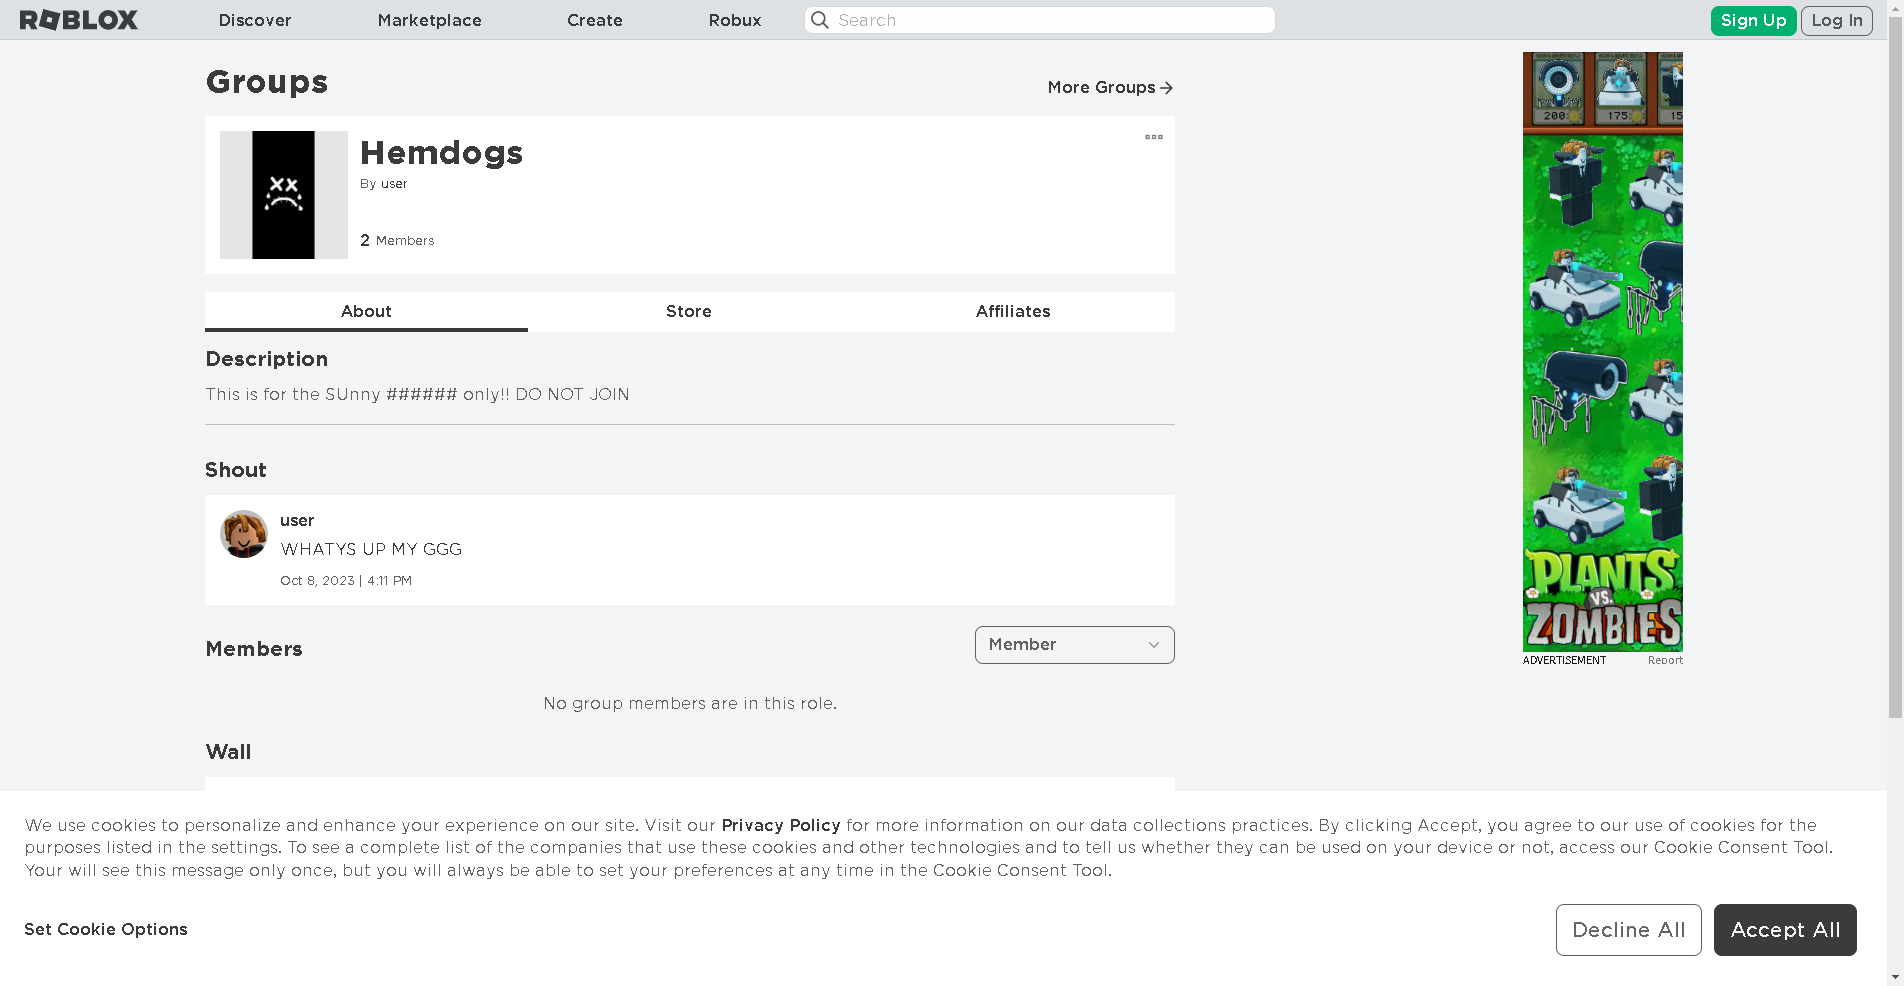 ROBLOX
Discover
Marketplace
Create
Robux
Search
Sign Up
Log In
Groups
More Groups
Hemdogs
By user
2 Members
About
Store
Affiliates
Description
This is for the SUnny ###### only!! DO NOT JOIN
Shout
user
WHATYS UP MY GGG
Oct 8, 2023 | 4:11 PM
Members
Member
No group members are in this role.
Wall
200
175
15
PLANTS
VS.
ZOMBIES
ADVERTISEMENT
Report
We use cookies to personalize and enhance your experience on our site. Visit our Privacy Policy for more information on our data collections practices. By clicking Accept, you agree to our use of cookies for the
purposes listed in the settings. To see a complete list of the companies that use these cookies and other technologies and to tell us whether they can be used on your device or not, access our Cookie Consent Tool.
Your will see this message only once, but you will always be able to set your preferences at any time in the Cookie Consent Tool.
Set Cookie Options
Decline All
Accept All